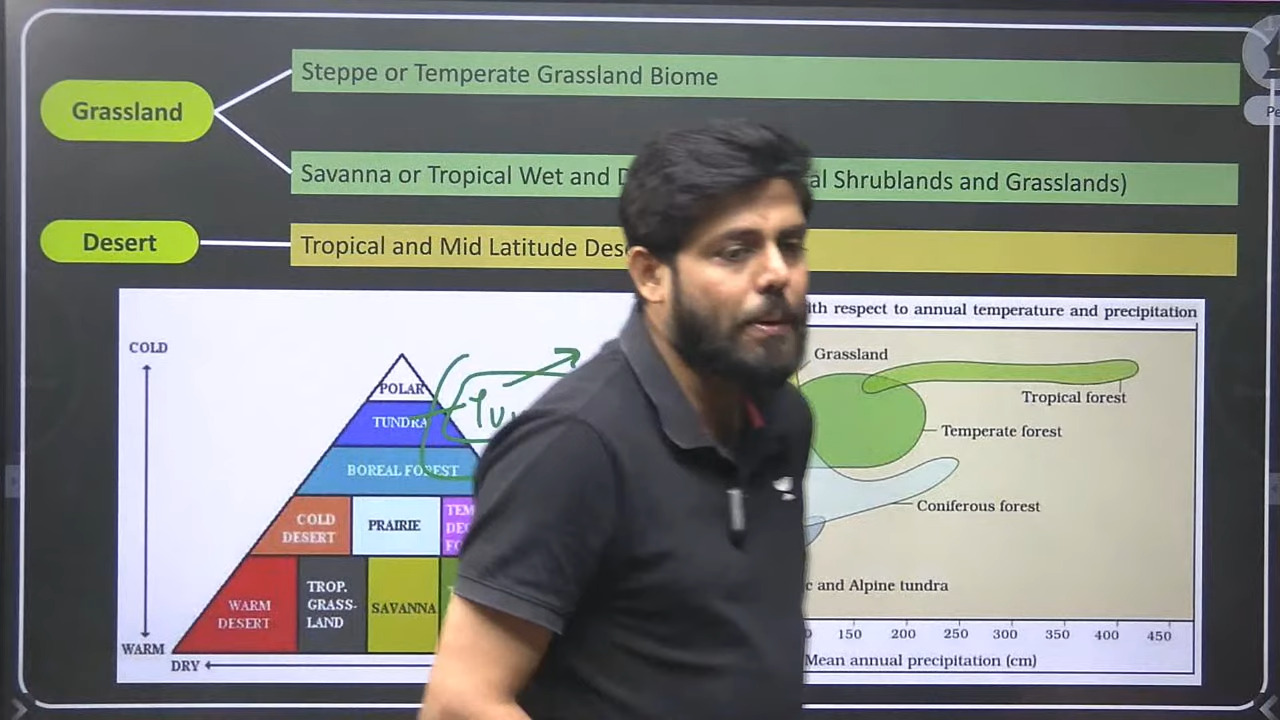 Steppe or Temperate Grassland Biome
Grassland
Savanna or Tropical Wet and
al Shrublands and Grasslands)
Desert
Tropical and Mid Latitude
COLD
POLAR
TUNDRA
BOREAL FOREST
COLD
DESERT
PRAIRIE
WARM
DESERT
TROP.
GRASS-
LAND
SAVANNA
WARM
DRY
with respect to annual temperature and precipitation
Grassland
Tropical forest
Temperate forest
Coniferous forest
c and Alpine tundra
150 200 250 300 350 400 450
Mean annual precipitation (cm)